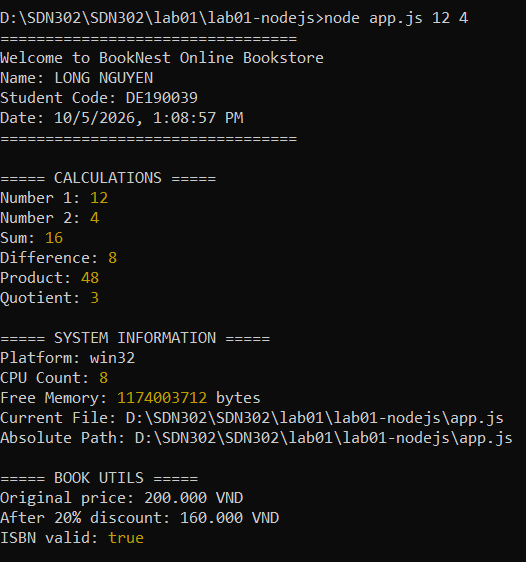 D:\SDN302\SDN302\lab01\lab01-nodejs>node app.js 12 4
=================================
Welcome to BookNest Online Bookstore
Name: LONG NGUYEN
Student Code: DE190039
Date: 10/5/2026, 1:08:57 PM
=================================
===== CALCULATIONS =====
Number 1: 12
Number 2: 4
Sum: 16
Difference: 8
Product: 48
Quotient: 3
===== SYSTEM INFORMATION =====
Platform: win32
CPU Count: 8
Free Memory: 1174003712 bytes
Current File: D:\SDN302\SDN302\lab01\lab01-nodejs\app.js
Absolute Path: D:\SDN302\SDN302\lab01\lab01-nodejs\app.js
===== BOOK UTILS =====
Original price: 200.000 VND
After 20% discount: 160.000 VND
ISBN valid: true